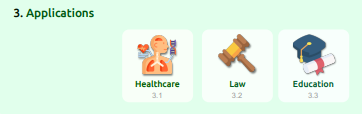 3. Applications
Healthcare Law Education
3.1 3.2 3.3